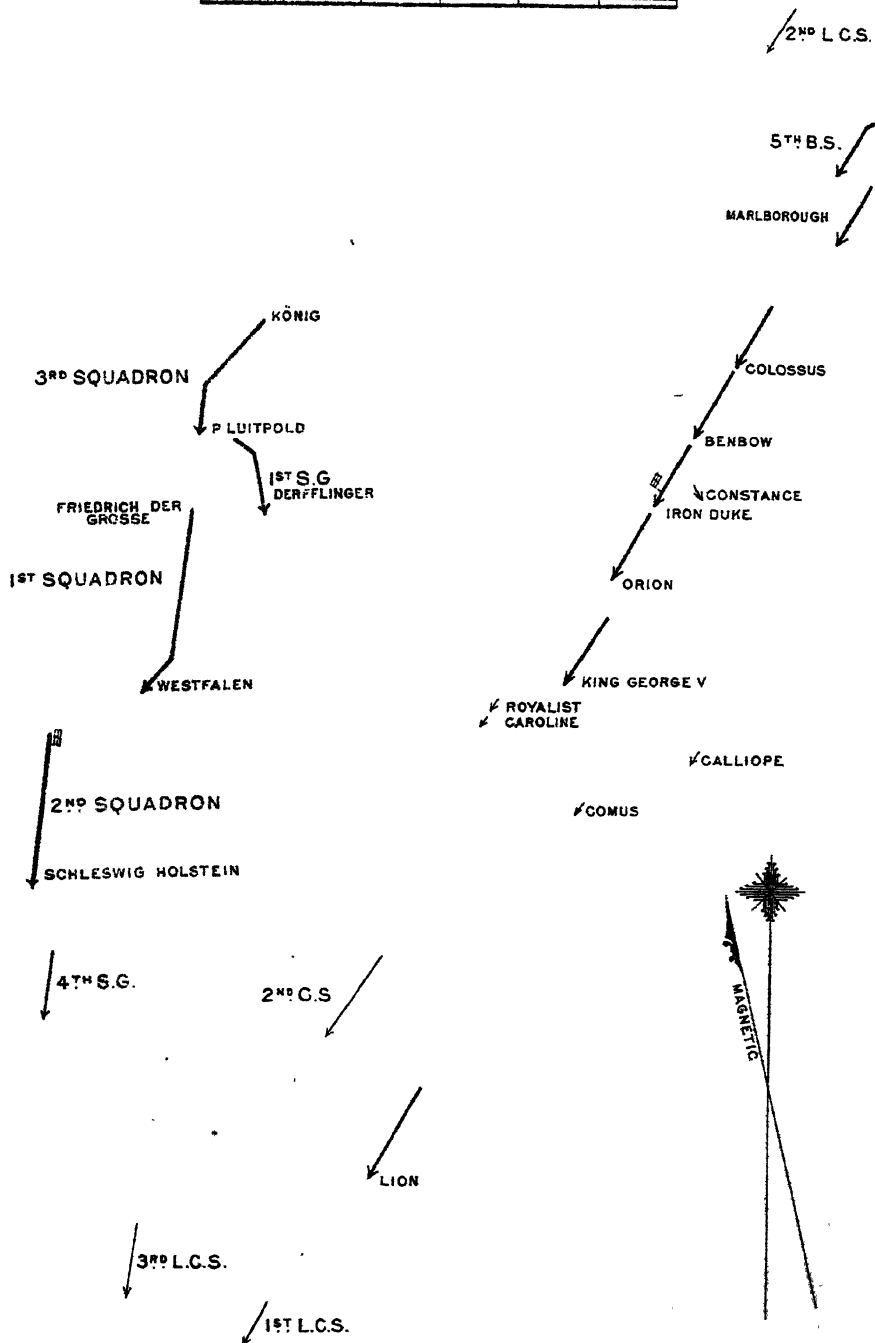 2ND L.C.S.
5TH B.S.
MARLBOROUGH
KÖNIG
3RD SQUADRON
COLOSSUS
P LUITPOLD
BENBOW
1ST S.G
DERFFLINGER
CONSTANCE
FRIEDRICH DER
GROSSE
IRON DUKE
1ST SQUADRON
ORION
WESTFALEN
KING GEORGE V
ROYALIST
CAROLINE
CALLIOPE
2ND SQUADRON
COMUS
SCHLESWIG HOLSTEIN
4TH S.G.
2ND C.S
MAGNETIC
LION
3RD L.C.S.
1ST L.C.S.